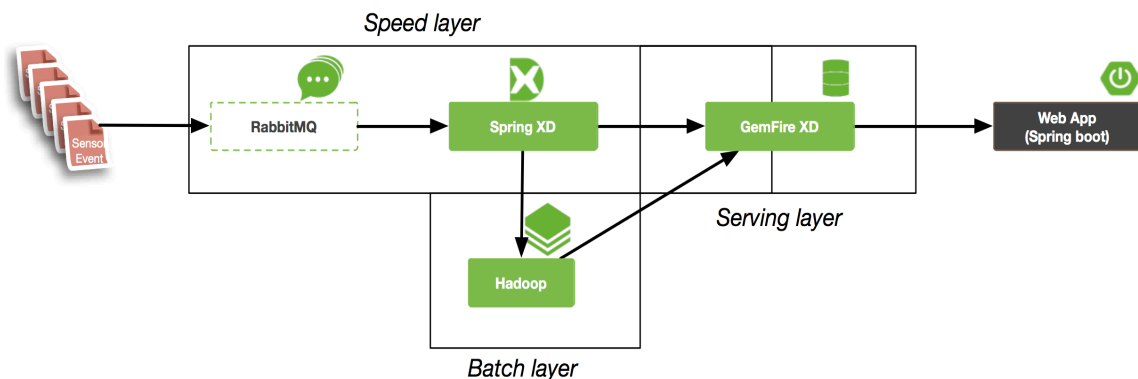 Speed layer
Sensor
Event
RabbitMQ
Spring XD
GemFire XD
Web App
(Spring boot)
Serving layer
Hadoop
Batch layer